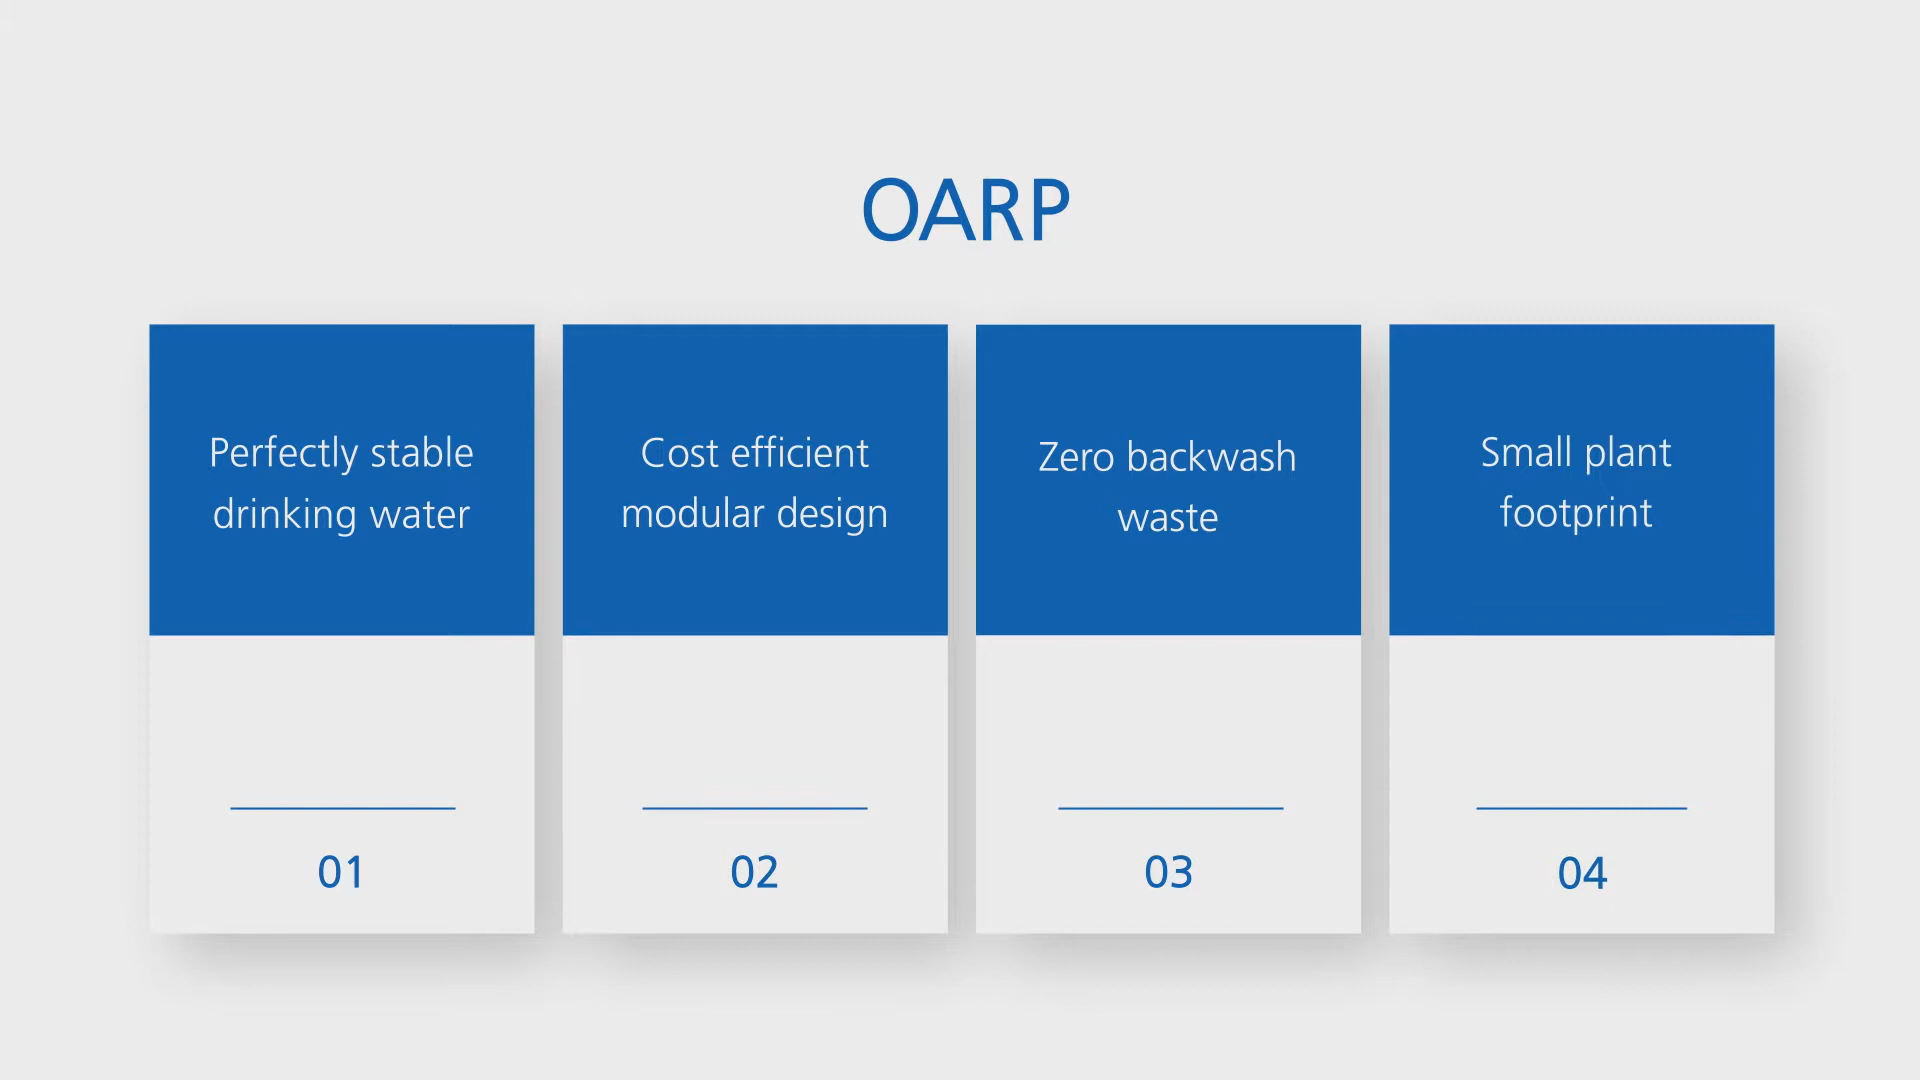 OARP
Perfectly stable
drinking water
01
Cost efficient
modular design
02
Zero backwash
waste
03
Small plant
footprint
04